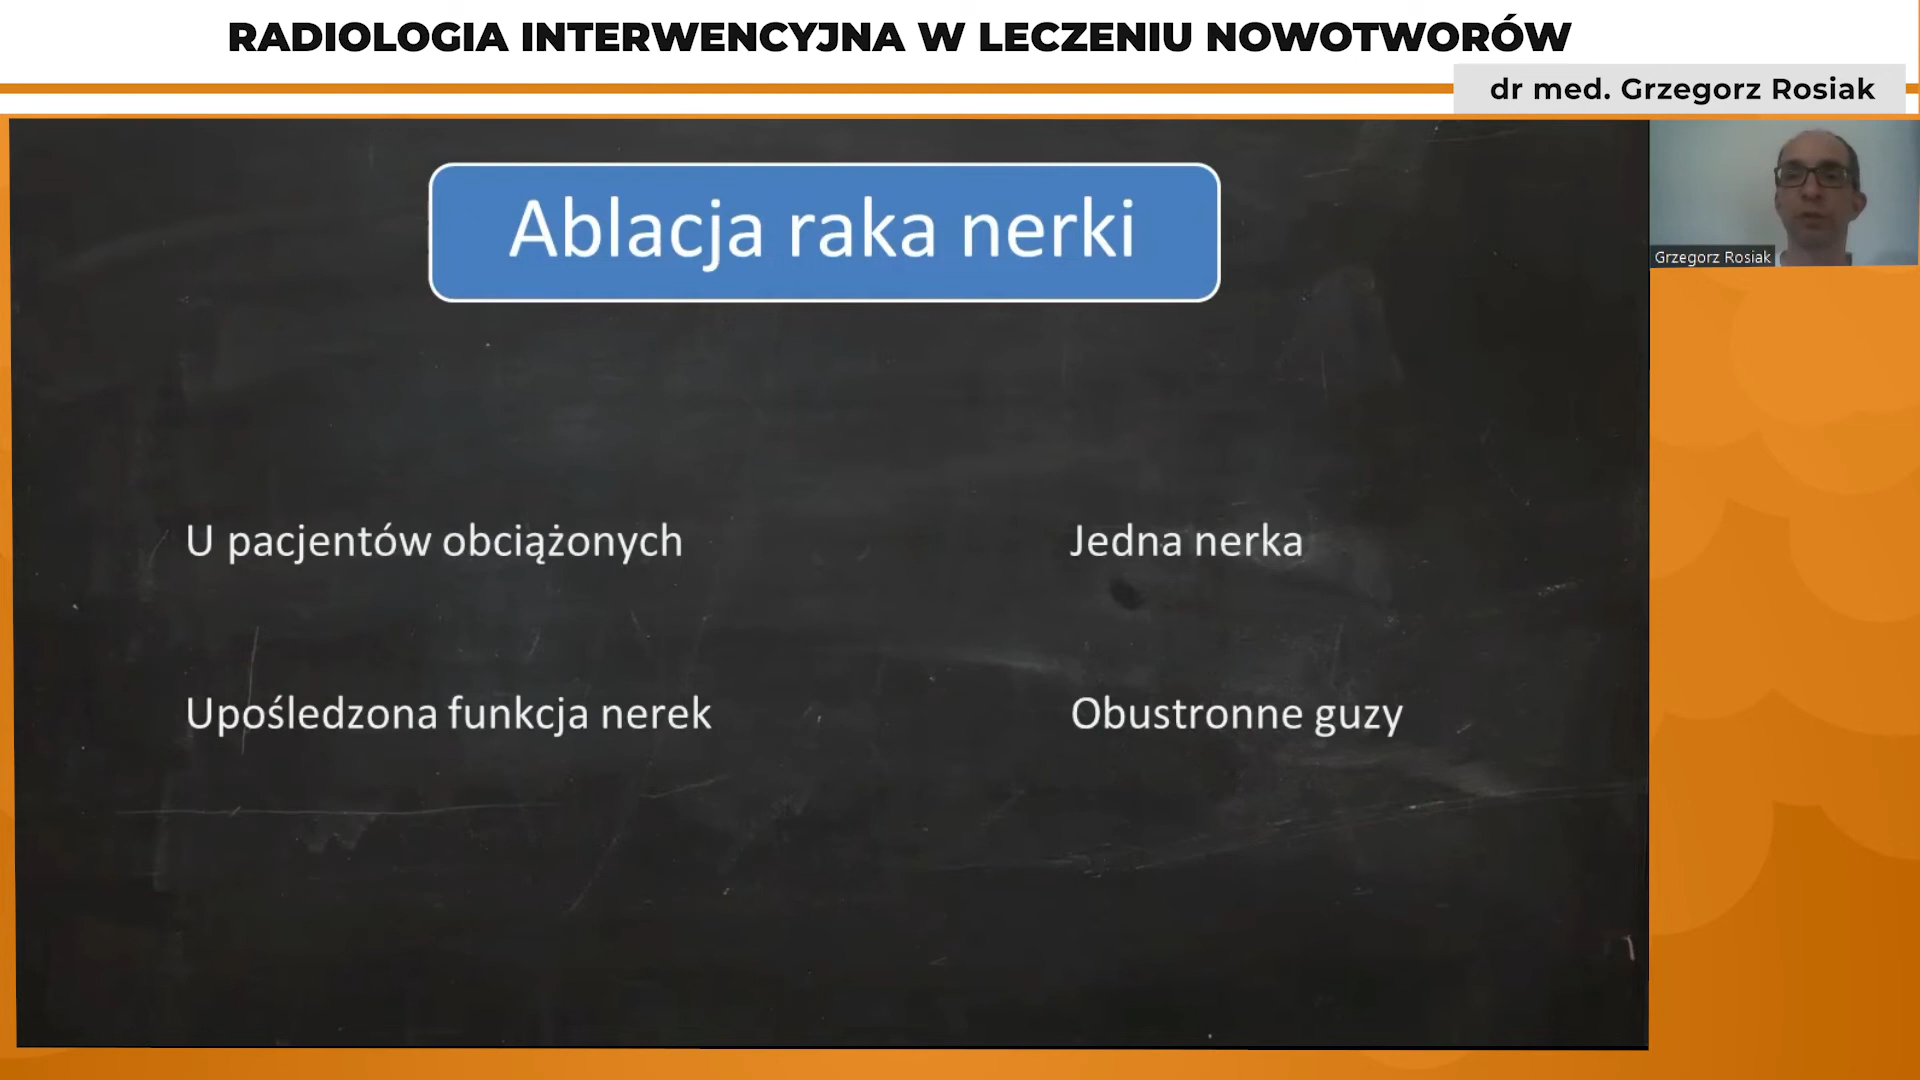 RADIOLOGIA INTERWENCYJNA W LECZENIU NOWOTWORÓW
dr med. Grzegorz Rosiak
Ablacja raka nerki
Grzegorz Rosiak
U pacjentów obciążonych
Jedna nerka
Upośledzona funkcja nerek
Obustronne guzy